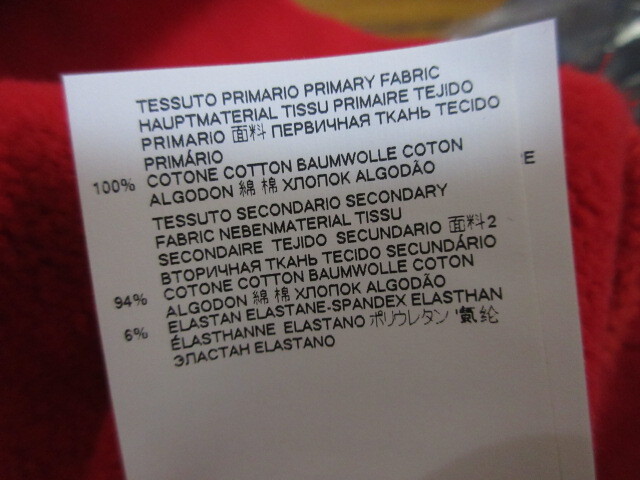 TESSUTO PRIMARIO PRIMARY FABRIC
HAUPTMATERIAL TISSU PRIMAIRE TEJIDO
PRIMARIO 面料 ПЕРВИЧНАЯ ТКАНЬ TECIDO
PRIMÁRIO
100% COTONE COTTON BAUMWOLLE COTON
ALGODON 綿 棉 ХЛОПОК ALGODÃO
TESSUTO SECONDARIO SECONDARY
FABRIC NEBENMATERIAL TISSU
SECONDAIRE TEJIDO SECUNDARIO 面料2
ВТОРИЧНАЯ ТКАНЬ TECIDO SECUNDÁRIO
94% COTONE COTTON BAUMWOLLE COTON
ALGODON 綿 棉 ХЛОПОК ALGODÃO
6% ELASTAN ELASTANE-SPANDEX ELASTHAN
ÉLASTHANNE ELASTANO ポリウレタン '氨纶
ЭЛАСТАН ELASTANO